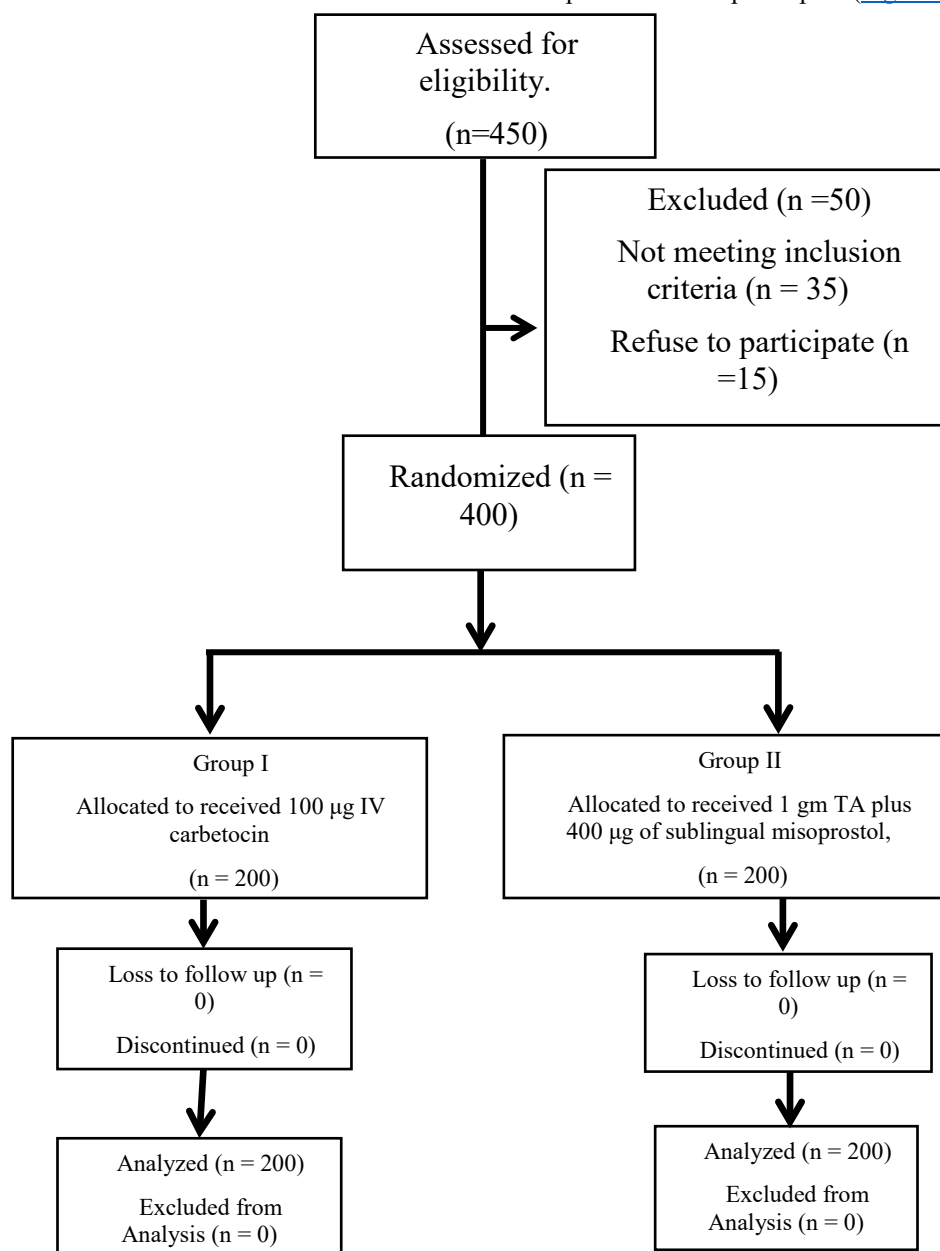 Assessed for
eligibility.
(n=450)
Excluded (n =50)
Not meeting inclusion
criteria (n = 35)
Refuse to participate (n
=15)
Randomized (n =
400)
Group I
Allocated to received 100 μg IV
carbetocin
(n = 200)
Group II
Allocated to received 1 gm TA plus
400 μg of sublingual misoprostol,
(n = 200)
Loss to follow up (n =
0)
Discontinued (n = 0)
Loss to follow up (n =
0)
Discontinued (n = 0)
Analyzed (n = 200)
Excluded from
Analysis (n = 0)
Analyzed (n = 200)
Excluded from
Analysis (n = 0)